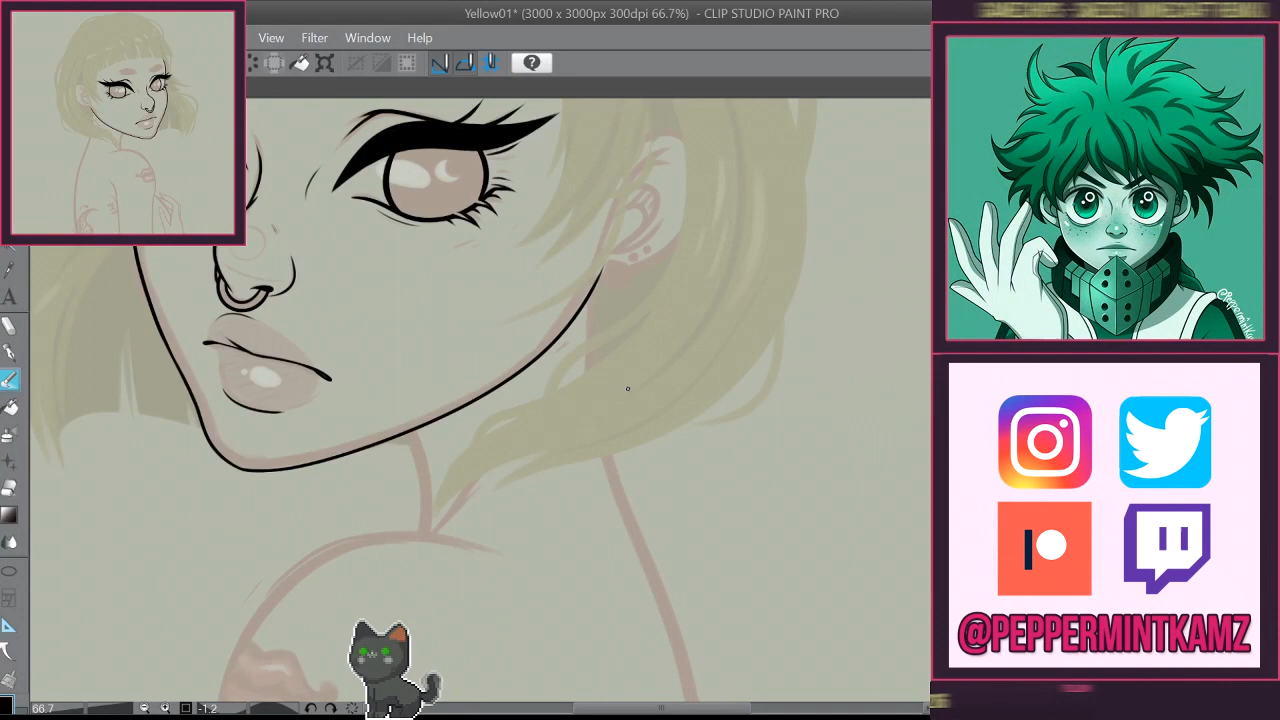 Yellow01* (3000 x 3000px 300dpi 66.7%) - CLIP STUDIO PAINT PRO
View Filter Window Help
66.7
-1.2
@Peppermintkamz
@PEPPERMINTKAMZ